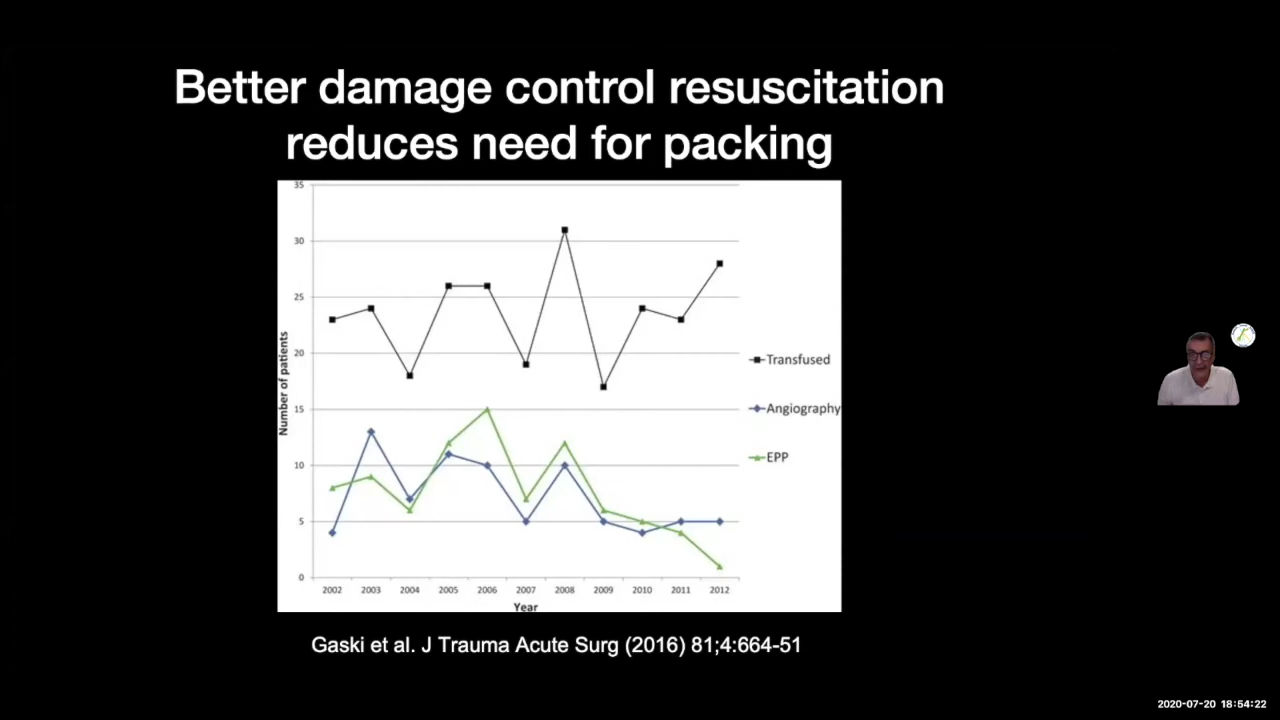 Better damage control resuscitation
reduces need for packing
35
30
25
20
15
10
5
0
Number of patients
2002 2003 2004 2005 2006 2007 2008 2009 2010 2011 2012
Year
Transfused
Angiography
EPP
Gaski et al. J Trauma Acute Surg (2016) 81;4:664-51
2020-07-20 18:54:22